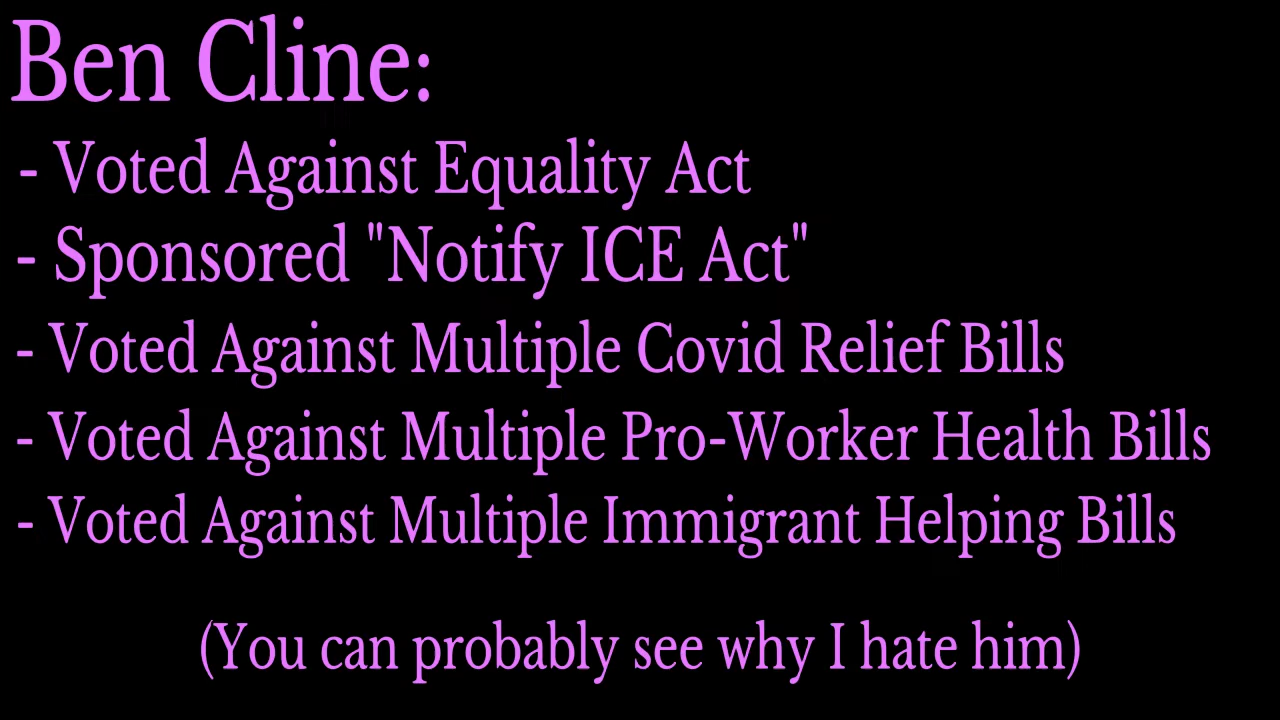 Ben Cline:
- Voted Against Equality Act
- Sponsored "Notify ICE Act"
- Voted Against Multiple Covid Relief Bills
- Voted Against Multiple Pro-Worker Health Bills
- Voted Against Multiple Immigrant Helping Bills
(You can probably see why I hate him)